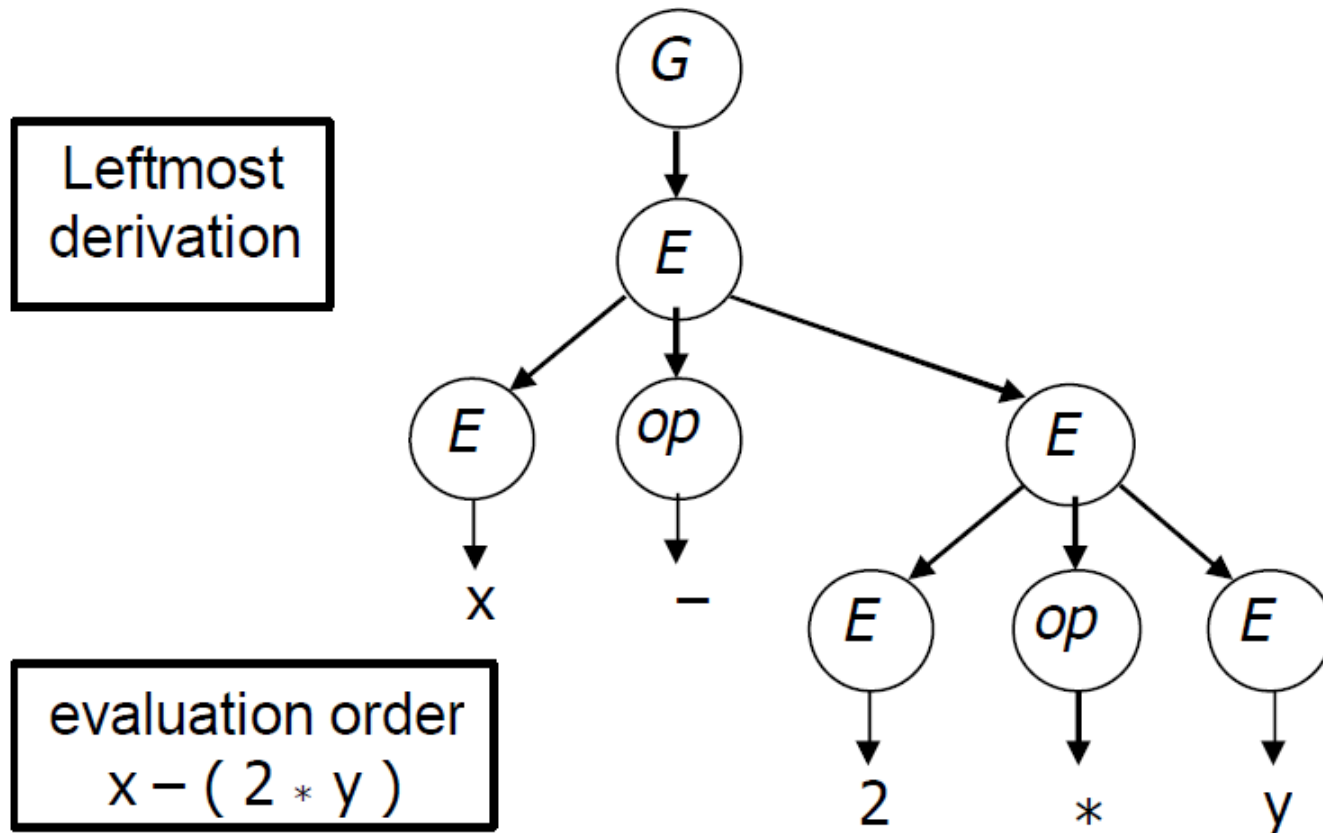 G
Leftmost
derivation
E
E op E
x –
E op E
evaluation order
x – ( 2 * y )
2 * y